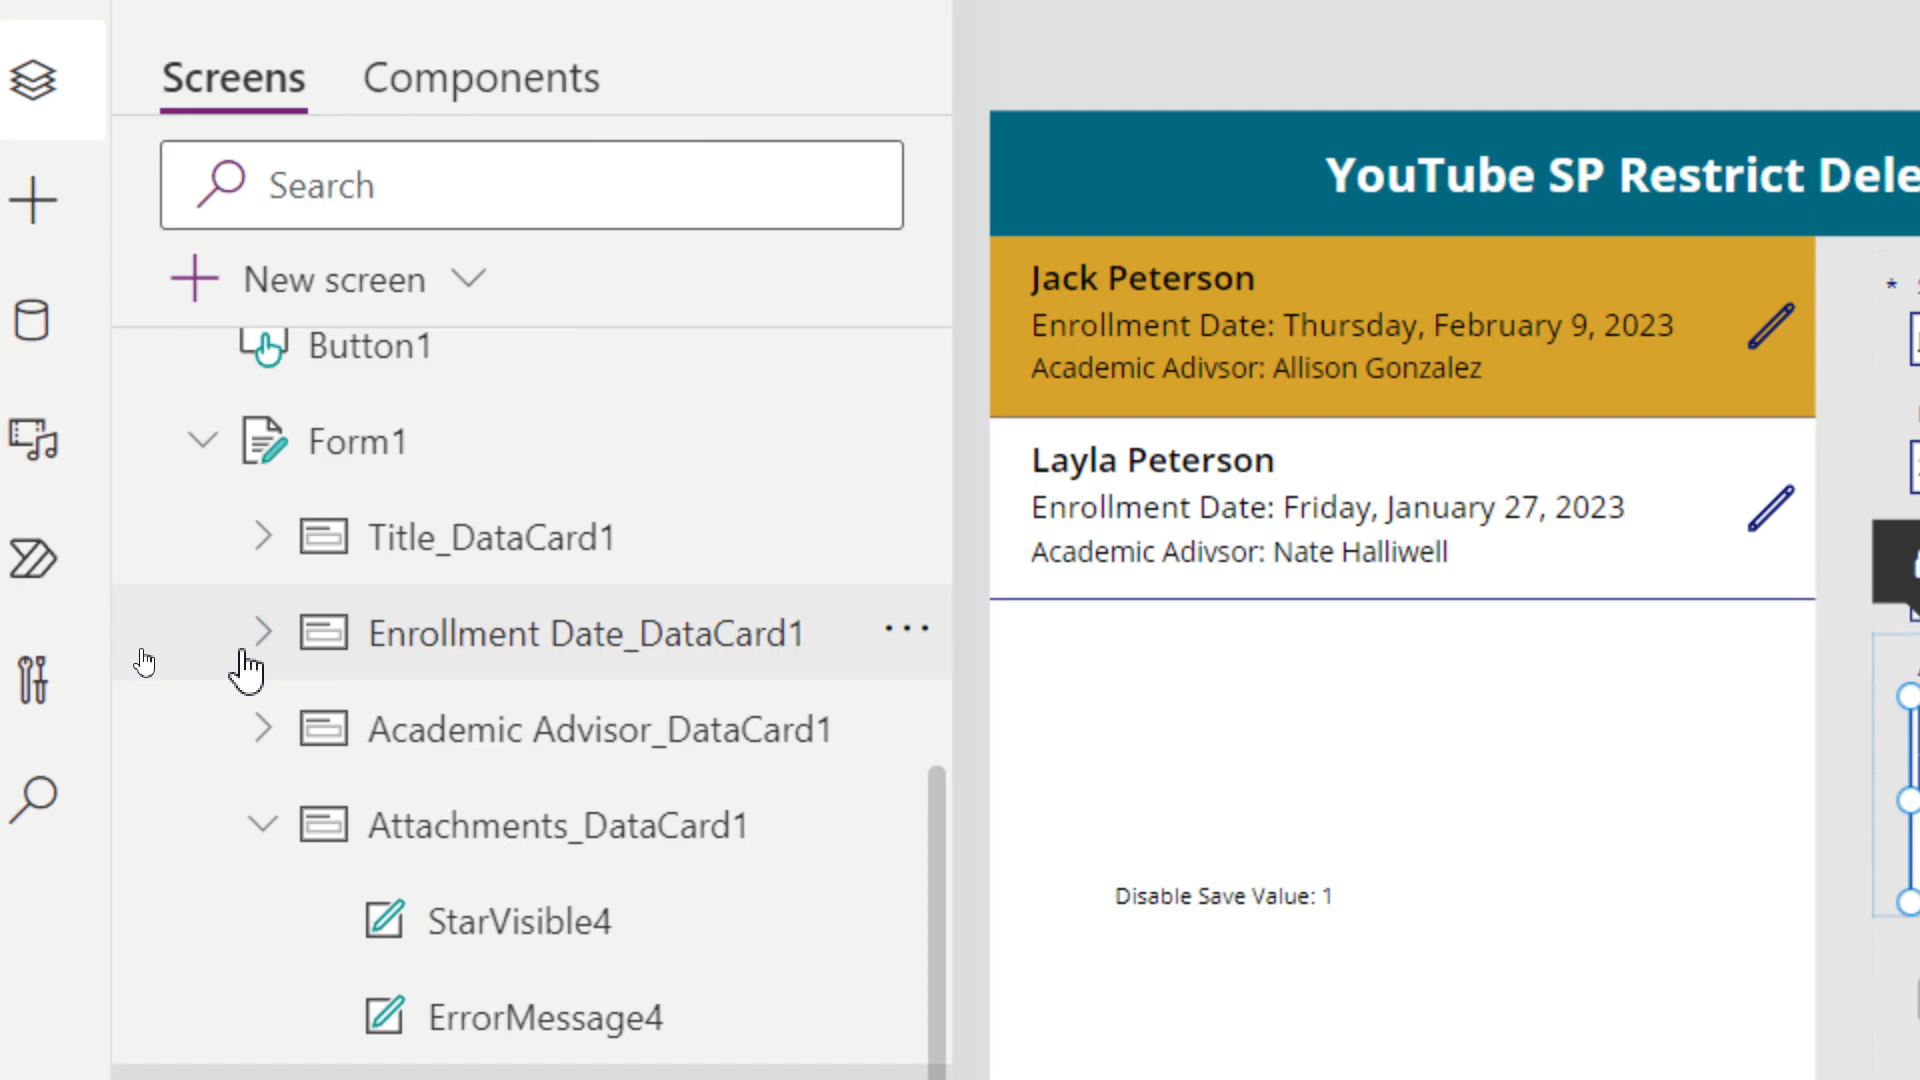 Screens Components
Search
New screen
Button1
Form1
Title_DataCard1
Enrollment Date_DataCard1
Academic Advisor_DataCard1
Attachments_DataCard1
StarVisible4
ErrorMessage4
YouTube SP Restrict Dele
Jack Peterson
Enrollment Date: Thursday, February 9, 2023
Academic Adivsor: Allison Gonzalez
Layla Peterson
Enrollment Date: Friday, January 27, 2023
Academic Adivsor: Nate Halliwell
Disable Save Value: 1
*